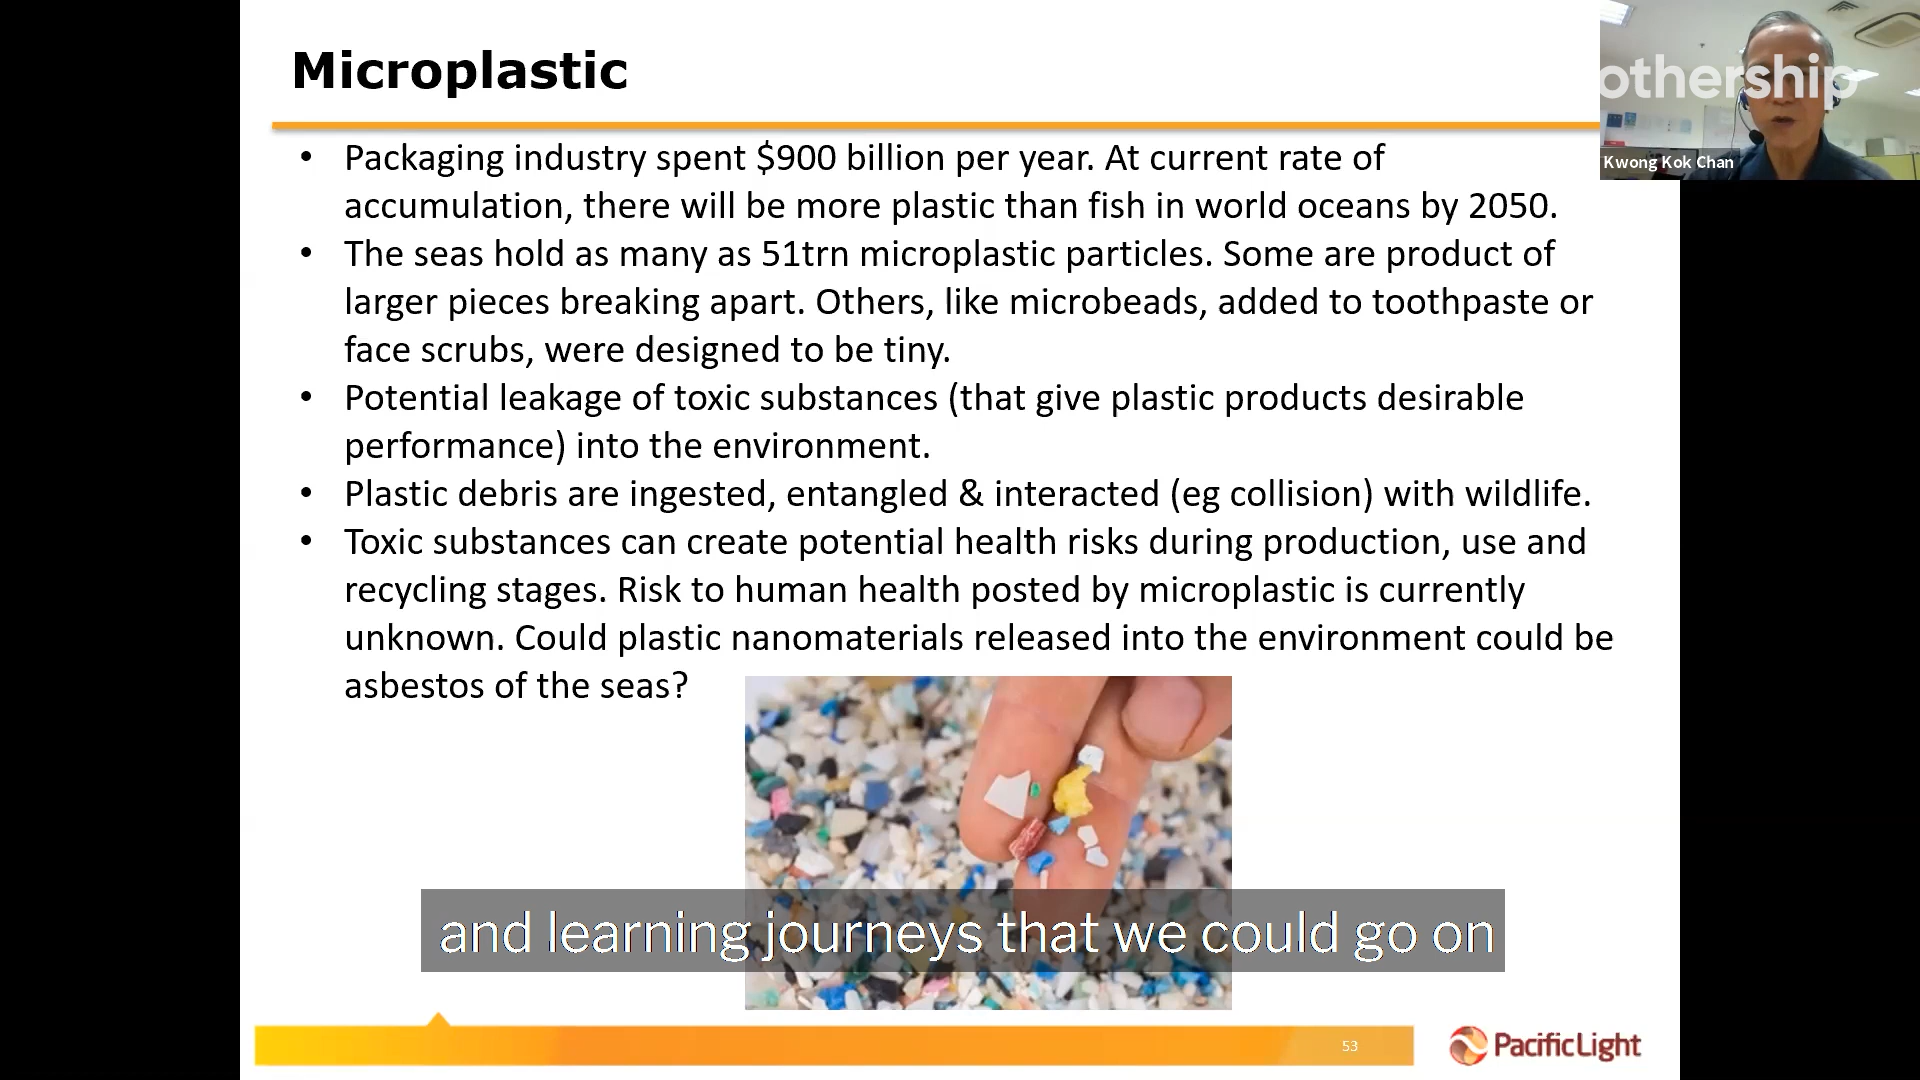 Microplastic
othership
Kwong Kok Chan
• Packaging industry spent $900 billion per year. At current rate of
accumulation, there will be more plastic than fish in world oceans by 2050.
• The seas hold as many as 51trn microplastic particles. Some are product of
larger pieces breaking apart. Others, like microbeads, added to toothpaste or
face scrubs, were designed to be tiny.
• Potential leakage of toxic substances (that give plastic products desirable
performance) into the environment.
• Plastic debris are ingested, entangled & interacted (eg collision) with wildlife.
• Toxic substances can create potential health risks during production, use and
recycling stages. Risk to human health posted by microplastic is currently
unknown. Could plastic nanomaterials released into the environment could be
asbestos of the seas?
and learning journeys that we could go on
53
PacificLight